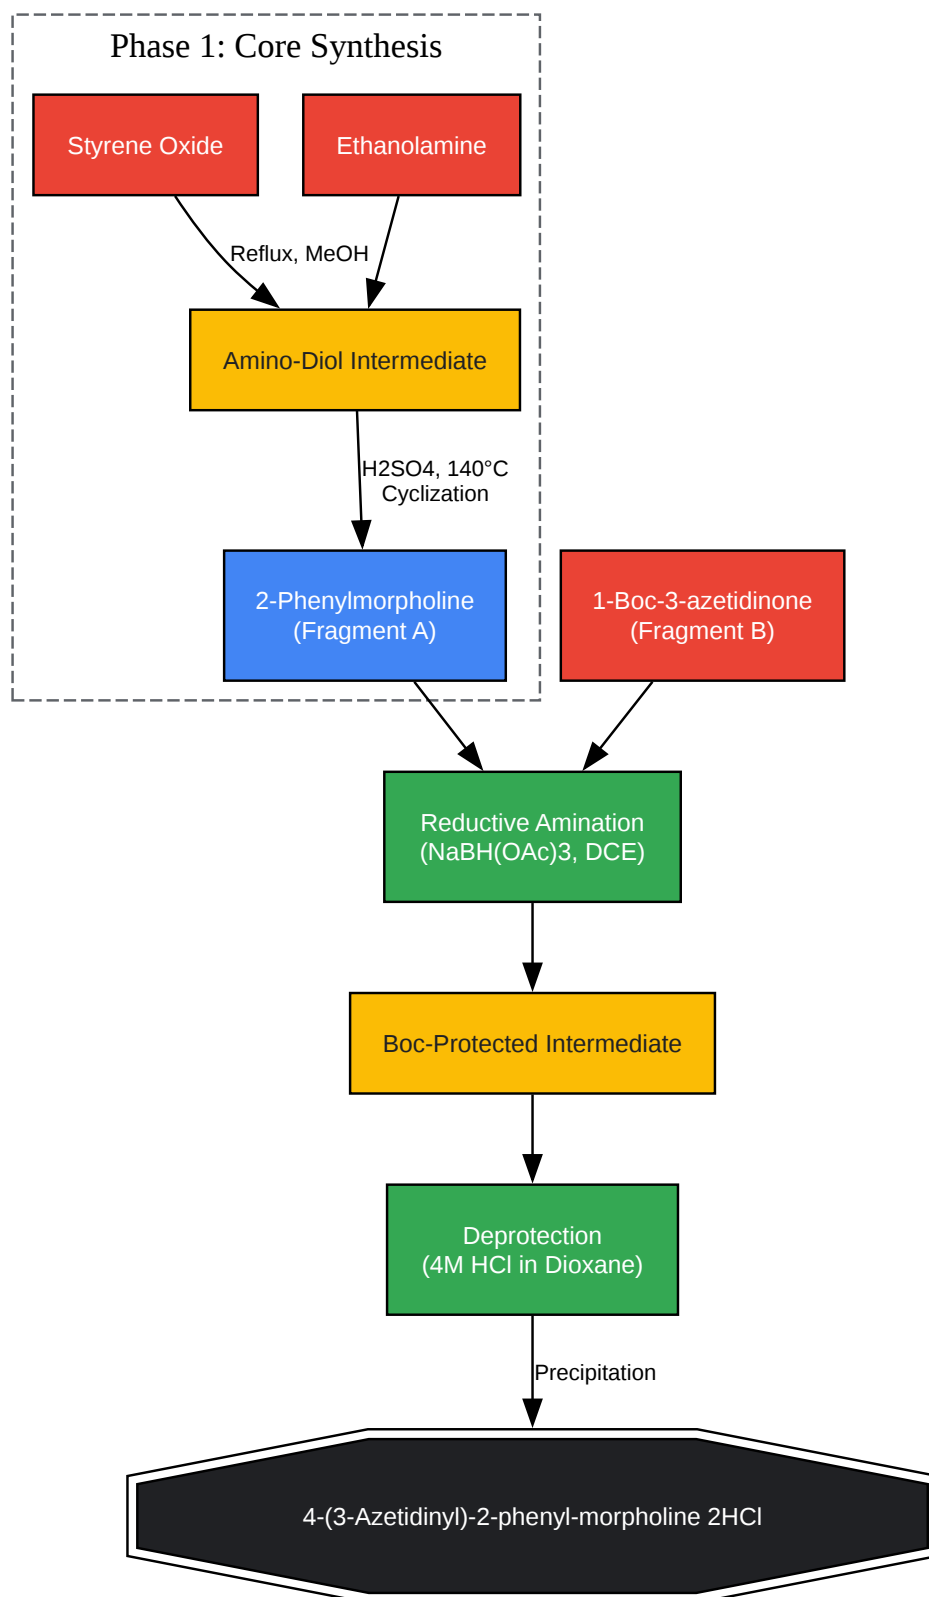 Phase 1: Core Synthesis
Styrene Oxide
Ethanolamine
Reflux, MeOH
Amino-Diol Intermediate
H2SO4, 140°C
Cyclization
2-Phenylmorpholine
(Fragment A)
1-Boc-3-azetidinone
(Fragment B)
Reductive Amination
(NaBH(OAc)3, DCE)
Boc-Protected Intermediate
Deprotection
(4M HCl in Dioxane)
Precipitation
4-(3-Azetidinyl)-2-phenyl-morpholine 2HCl